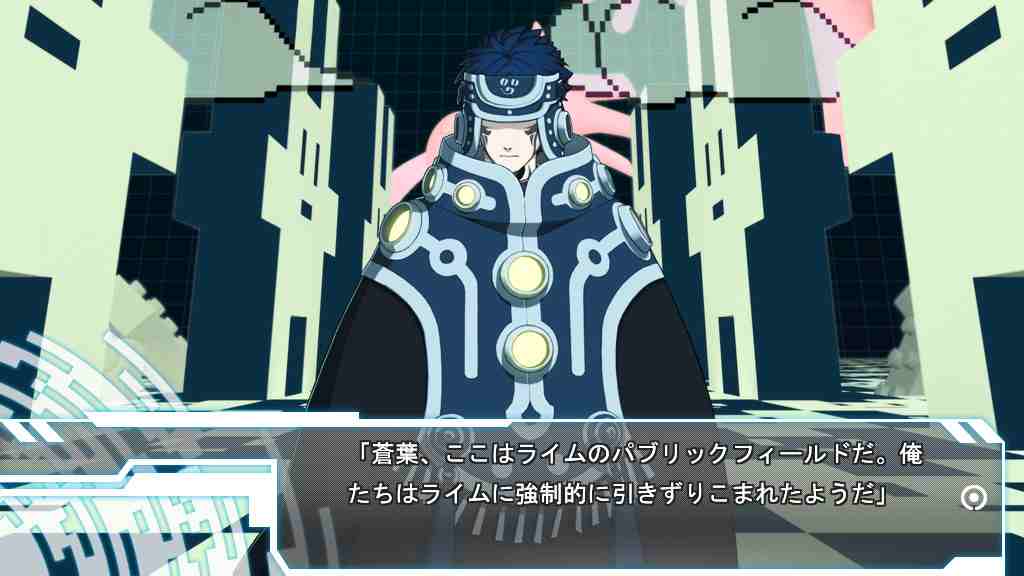 「蒼葉、ここはライムのパブリックフィールドだ。俺
たちはライムに強制的に引きずりこまれたようだ」